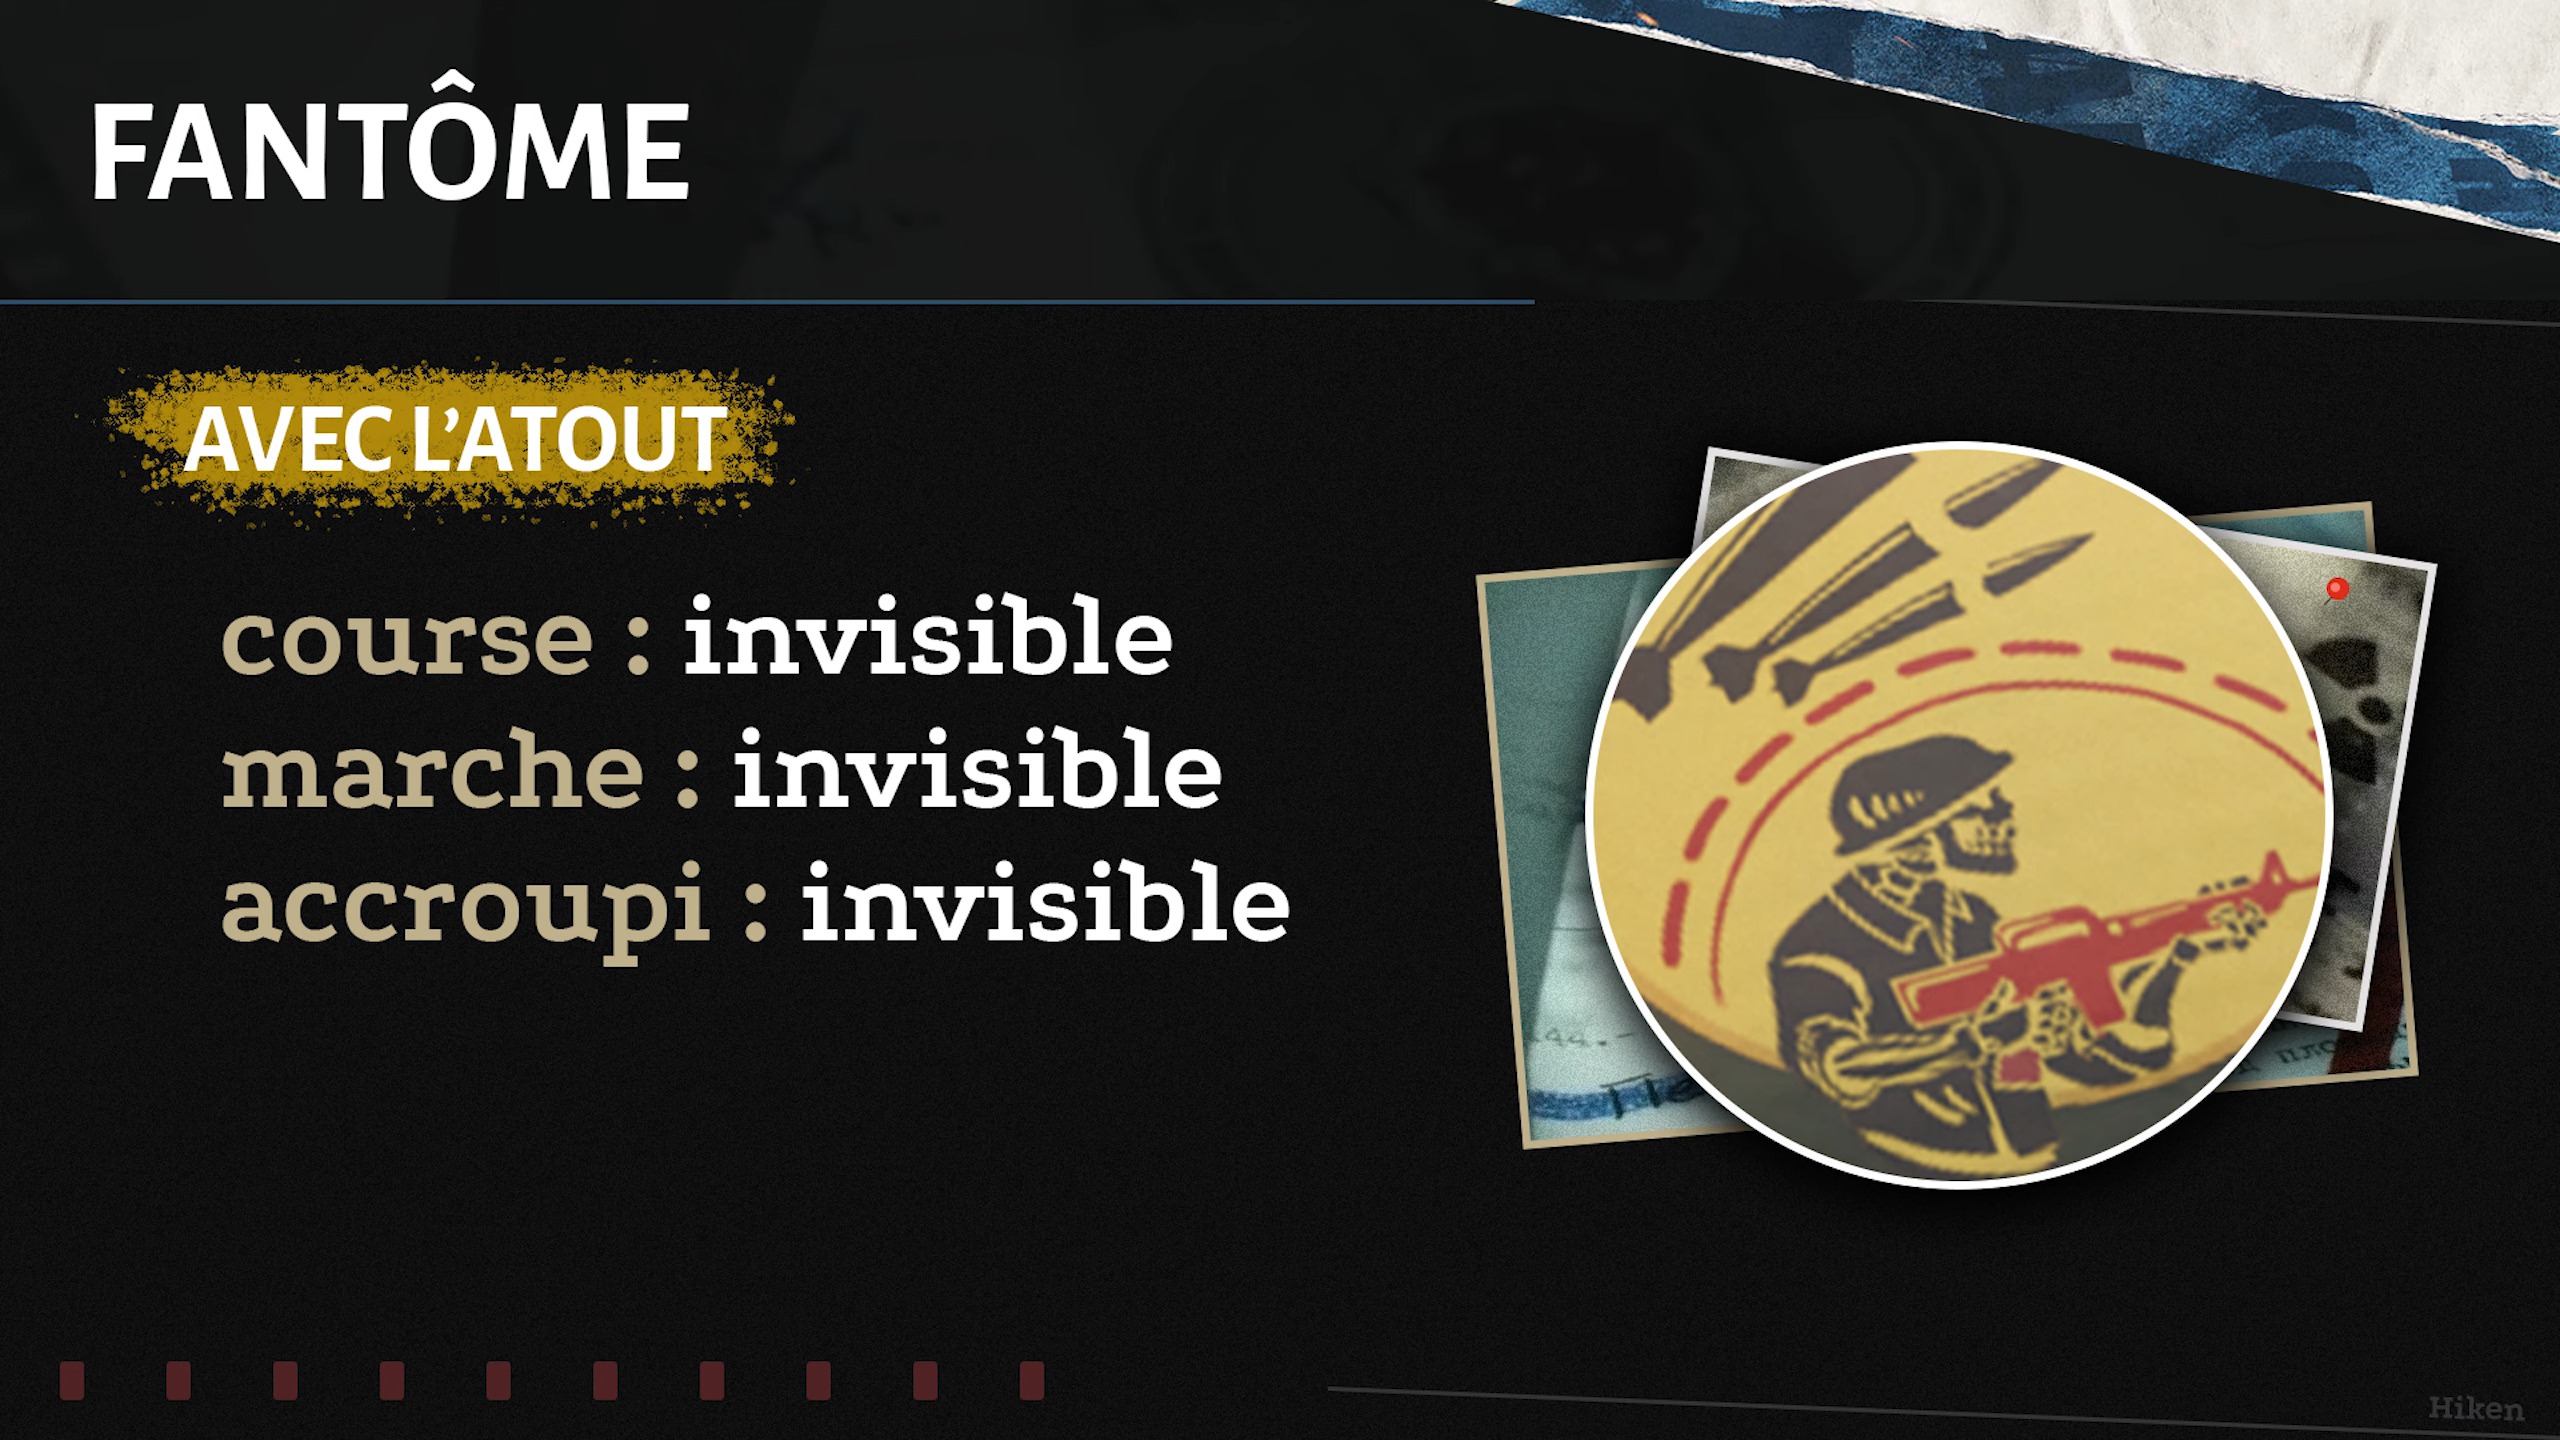 FANTÔME
AVEC L’ATOUT
course : invisible
marche : invisible
accroupi : invisible
Hiken